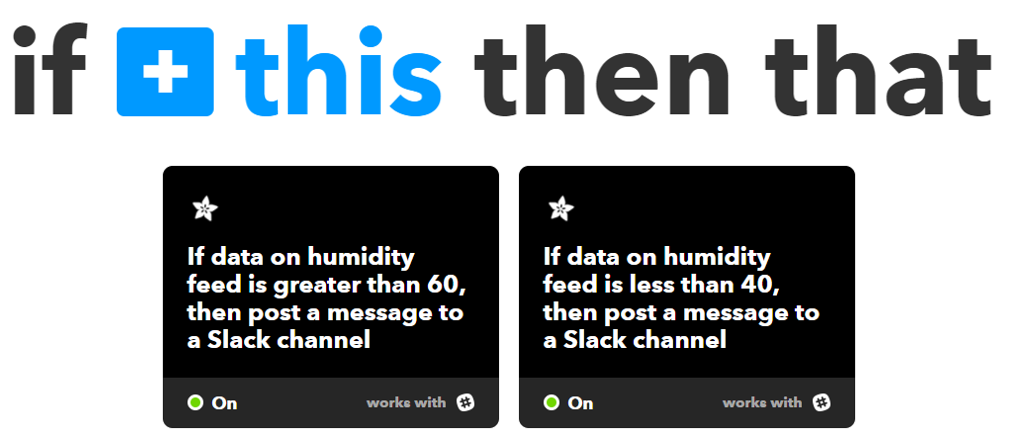 if + this then that
If data on humidity
feed is greater than 60,
then post a message to
a Slack channel
On works with
If data on humidity
feed is less than 40,
then post a message to
a Slack channel
On works with